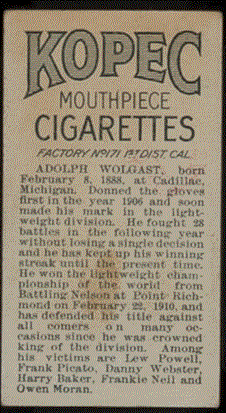 KOPEC
MOUTHPIECE
CIGARETTES
FACTORY Nº171 1ST DIST. CAL.
ADOLPH WOLGAST, born
February 8, 1888, at Cadillac,
Michigan. Donned the gloves
first in the year 1906 and soon
made his mark in the light-
weight division. He fought 28
battles in the following year
without losing a single decision
and he has kept up his winning
streak until the present time.
He won the lightweight cham-
pionship of the world from
Battling Nelson at Point Rich-
mond on February 22, 1910, and
has defended his title against
all comers on many oc-
casions since he was crowned
king of the division. Among
his victims are Lew Powell,
Frank Picato, Danny Webster,
Harry Baker, Frankie Neil and
Owen Moran.